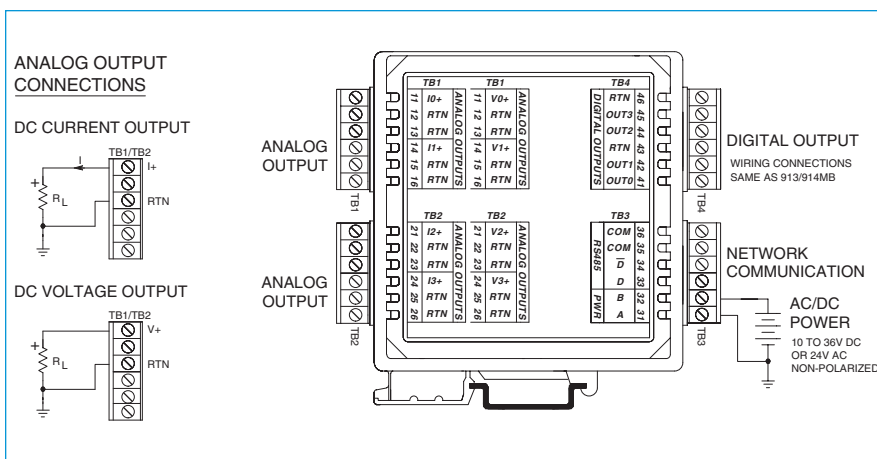 ANALOG OUTPUT
CONNECTIONS
DC CURRENT OUTPUT
TB1/TB2
I
I+
+
RL
RTN
DC VOLTAGE OUTPUT
TB1/TB2
V+
+
RL
RTN
ANALOG
OUTPUT
TB1
ANALOG
OUTPUT
TB2
TB1
11 I0+
12 RTN
13 RTN
14 I1+
15 RTN
16 RTN
ANALOG OUTPUTS
TB1
11 V0+
12 RTN
13 RTN
14 V1+
15 RTN
16 RTN
ANALOG OUTPUTS
TB2
21 I2+
22 RTN
23 RTN
24 I3+
25 RTN
26 RTN
ANALOG OUTPUTS
TB2
21 V2+
22 RTN
23 RTN
24 V3+
25 RTN
26 RTN
ANALOG OUTPUTS
TB4
DIGITAL OUTPUTS
RTN 46
OUT3 45
OUT2 44
RTN 43
OUT1 42
OUT0 41
TB3
RS485
COM 36
COM 35
D̅ 34
D 33
PWR
B 32
A 31
TB4
DIGITAL OUTPUT
WIRING CONNECTIONS
SAME AS 913/914MB
TB3
NETWORK
COMMUNICATION
AC/DC
POWER
10 TO 36V DC
OR 24V AC
NON-POLARIZED